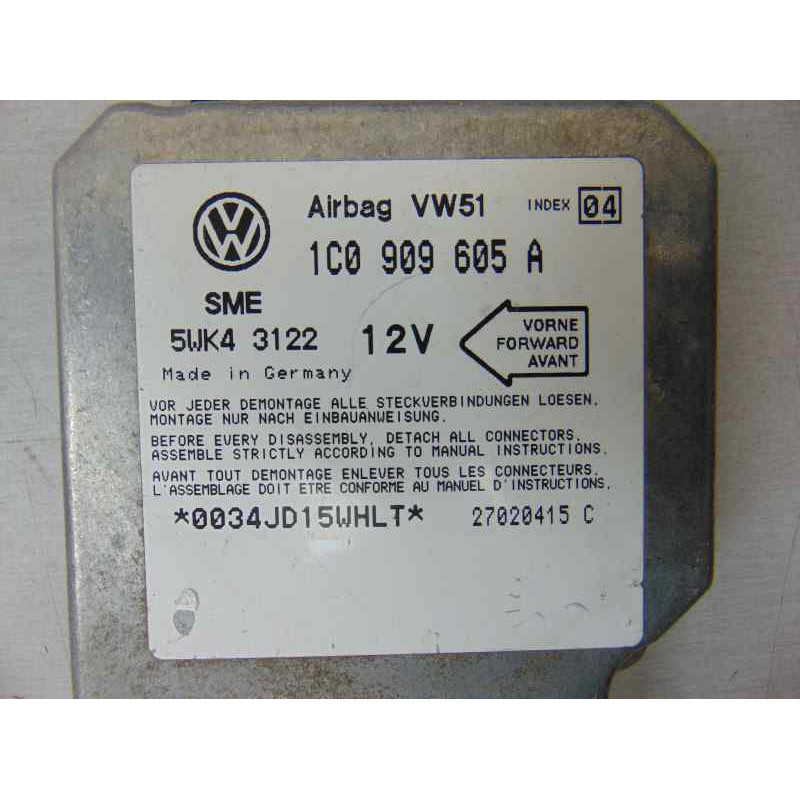 Airbag VW51 INDEX 04
1C0 909 605 A
SME
5WK4 3122 12V
VORNE
FORWARD
AVANT
Made in Germany
VOR JEDER DEMONTAGE ALLE STECKVERBINDUNGEN LOESEN.
MONTAGE NUR NACH EINBAUANWEISUNG.
BEFORE EVERY DISASSEMBLY, DETACH ALL CONNECTORS.
ASSEMBLE STRICTLY ACCORDING TO MANUAL INSTRUCTIONS.
AVANT TOUT DEMONTAGE ENLEVER TOUS LES CONNECTEURS.
L'ASSEMBLAGE DOIT ETRE CONFORME AU MANUEL D'INSTRUCTIONS.
*0034JD15WHLT* 27020415 C